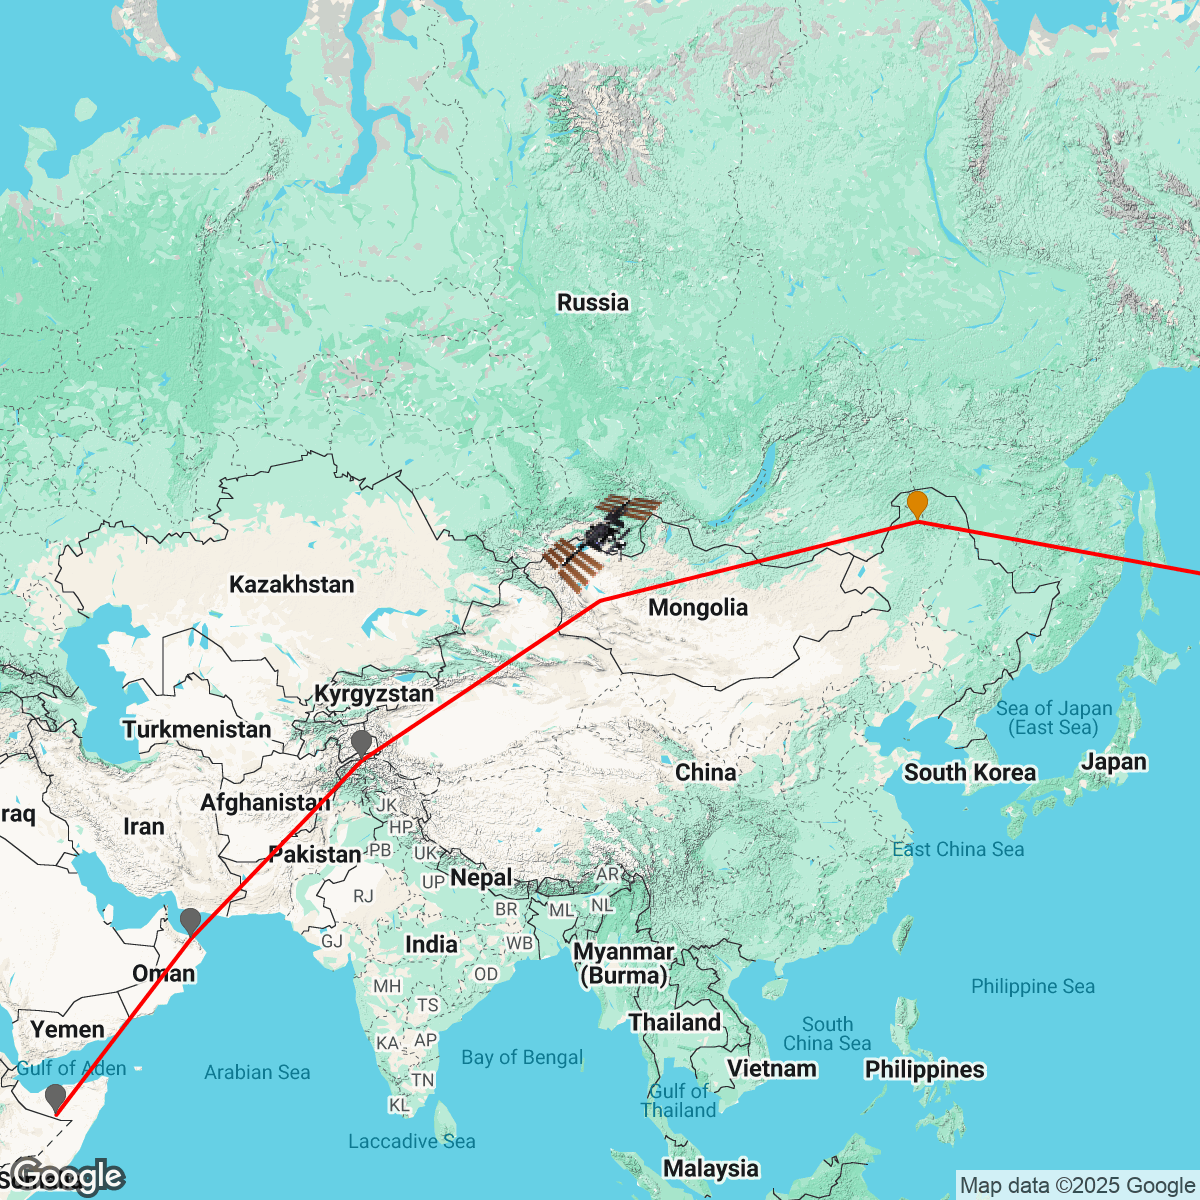 Russia
Kazakhstan
Mongolia
Kyrgyzstan
Sea of Japan
(East Sea)
Turkmenistan
Japan
China
South Korea
Afghanistan
JK
raq
Iran
HP
Pakistan
PB
UK
East China Sea
Nepal
AR
UP
RJ
BR
ML
NL
GJ
India
WB
Myanmar
(Burma)
Oman
OD
MH
Philippine Sea
TS
Yemen
Thailand
South
China Sea
KA
AP
Gulf of Aden
Arabian Sea
Bay of Bengal
Vietnam
Philippines
TN
Gulf of
Thailand
KL
Laccadive Sea
Malaysia
Google
Map data ©2025 Google